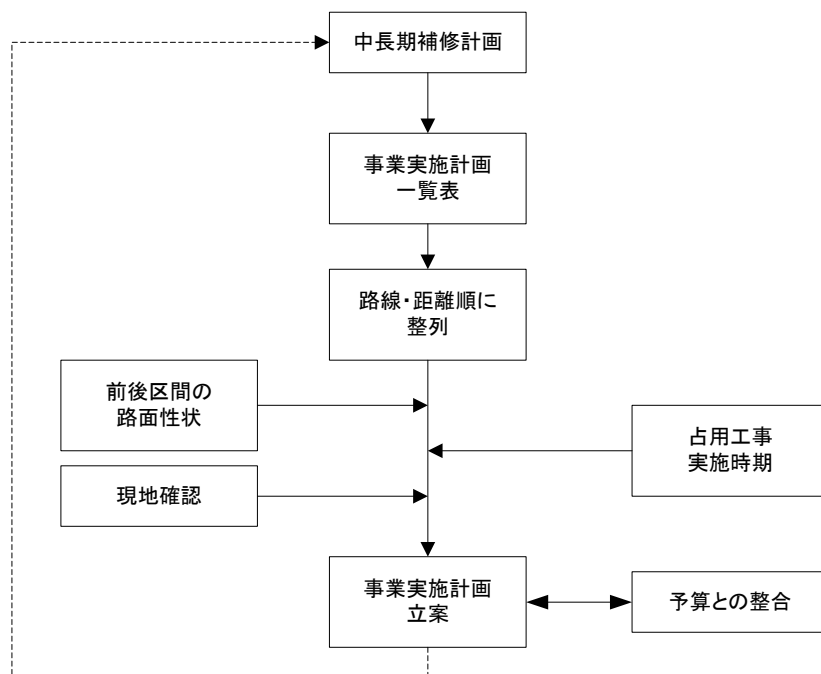 中長期補修計画
事業実施計画
一覧表
路線・距離順に
整列
前後区間の
路面性状
占用工事
実施時期
現地確認
事業実施計画
立案
予算との整合